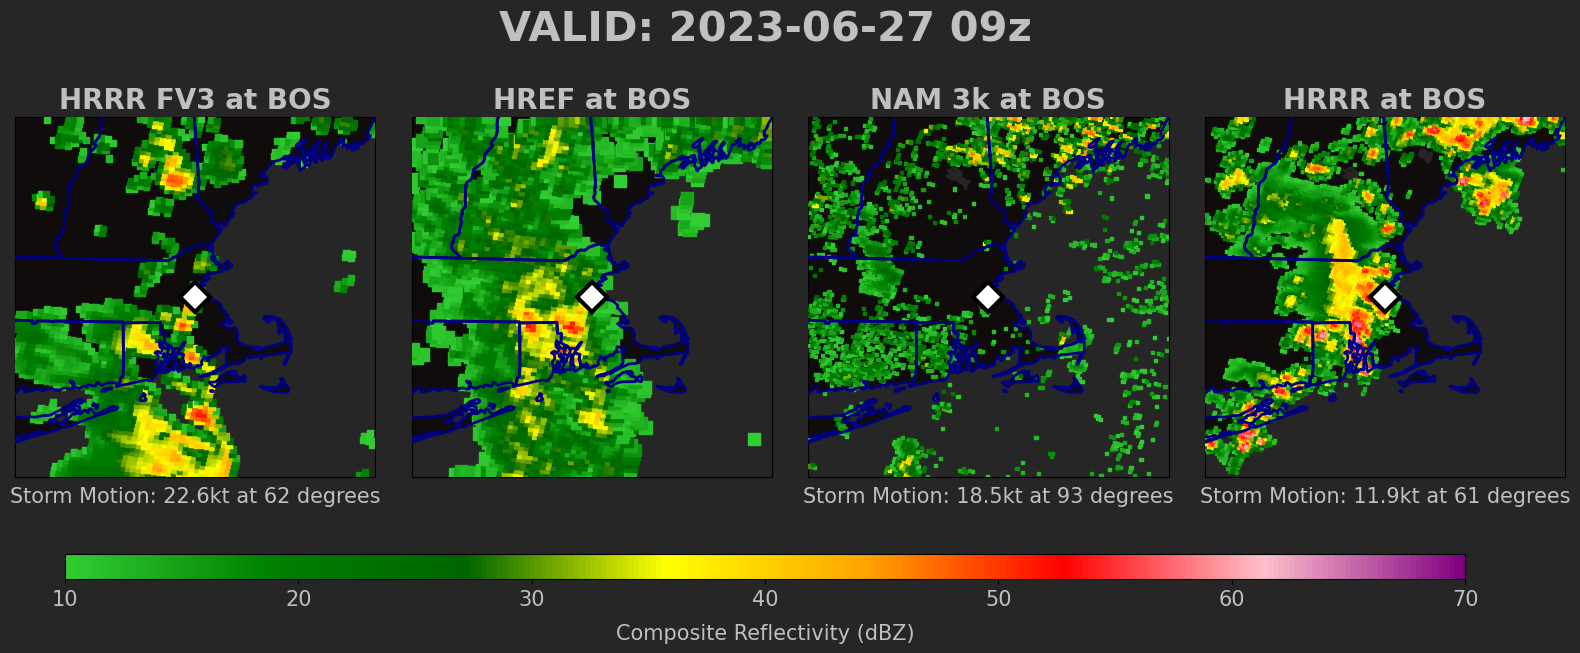 VALID: 2023-06-27 09z
HRRR FV3 at BOS
HREF at BOS
NAM 3k at BOS
HRRR at BOS
Storm Motion: 22.6kt at 62 degrees
Storm Motion: 18.5kt at 93 degrees
Storm Motion: 11.9kt at 61 degrees
10 20 30 40 50 60 70
Composite Reflectivity (dBZ)